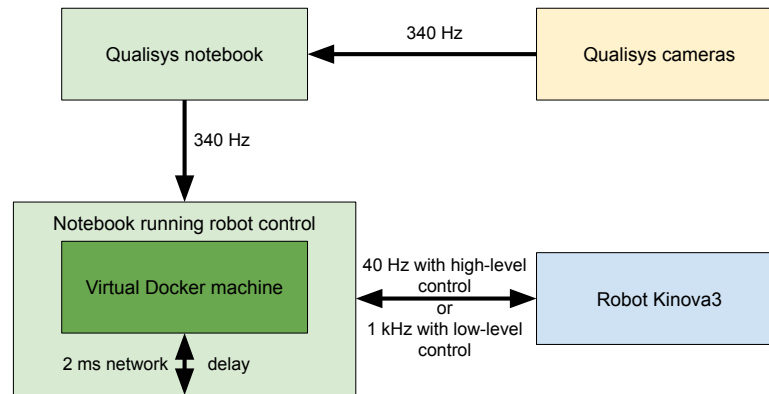 Qualisys notebook
340 Hz
Qualisys cameras
340 Hz
Notebook running robot control
Virtual Docker machine
40 Hz with high-level
control
or
1 kHz with low-level
control
Robot Kinova3
2 ms network delay